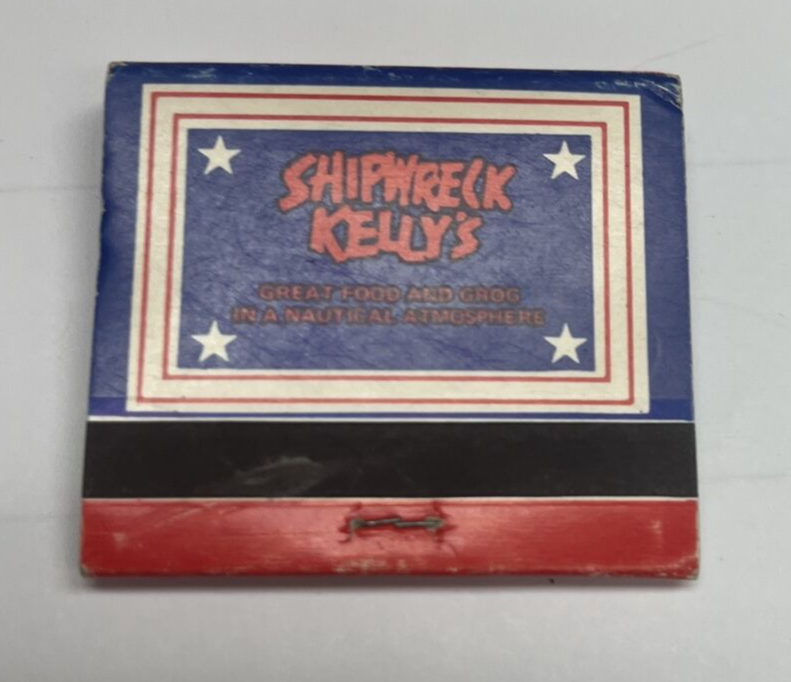 SHIPWRECK
KELLY'S
GREAT FOOD AND GROG
IN A NAUTICAL ATMOSPHERE